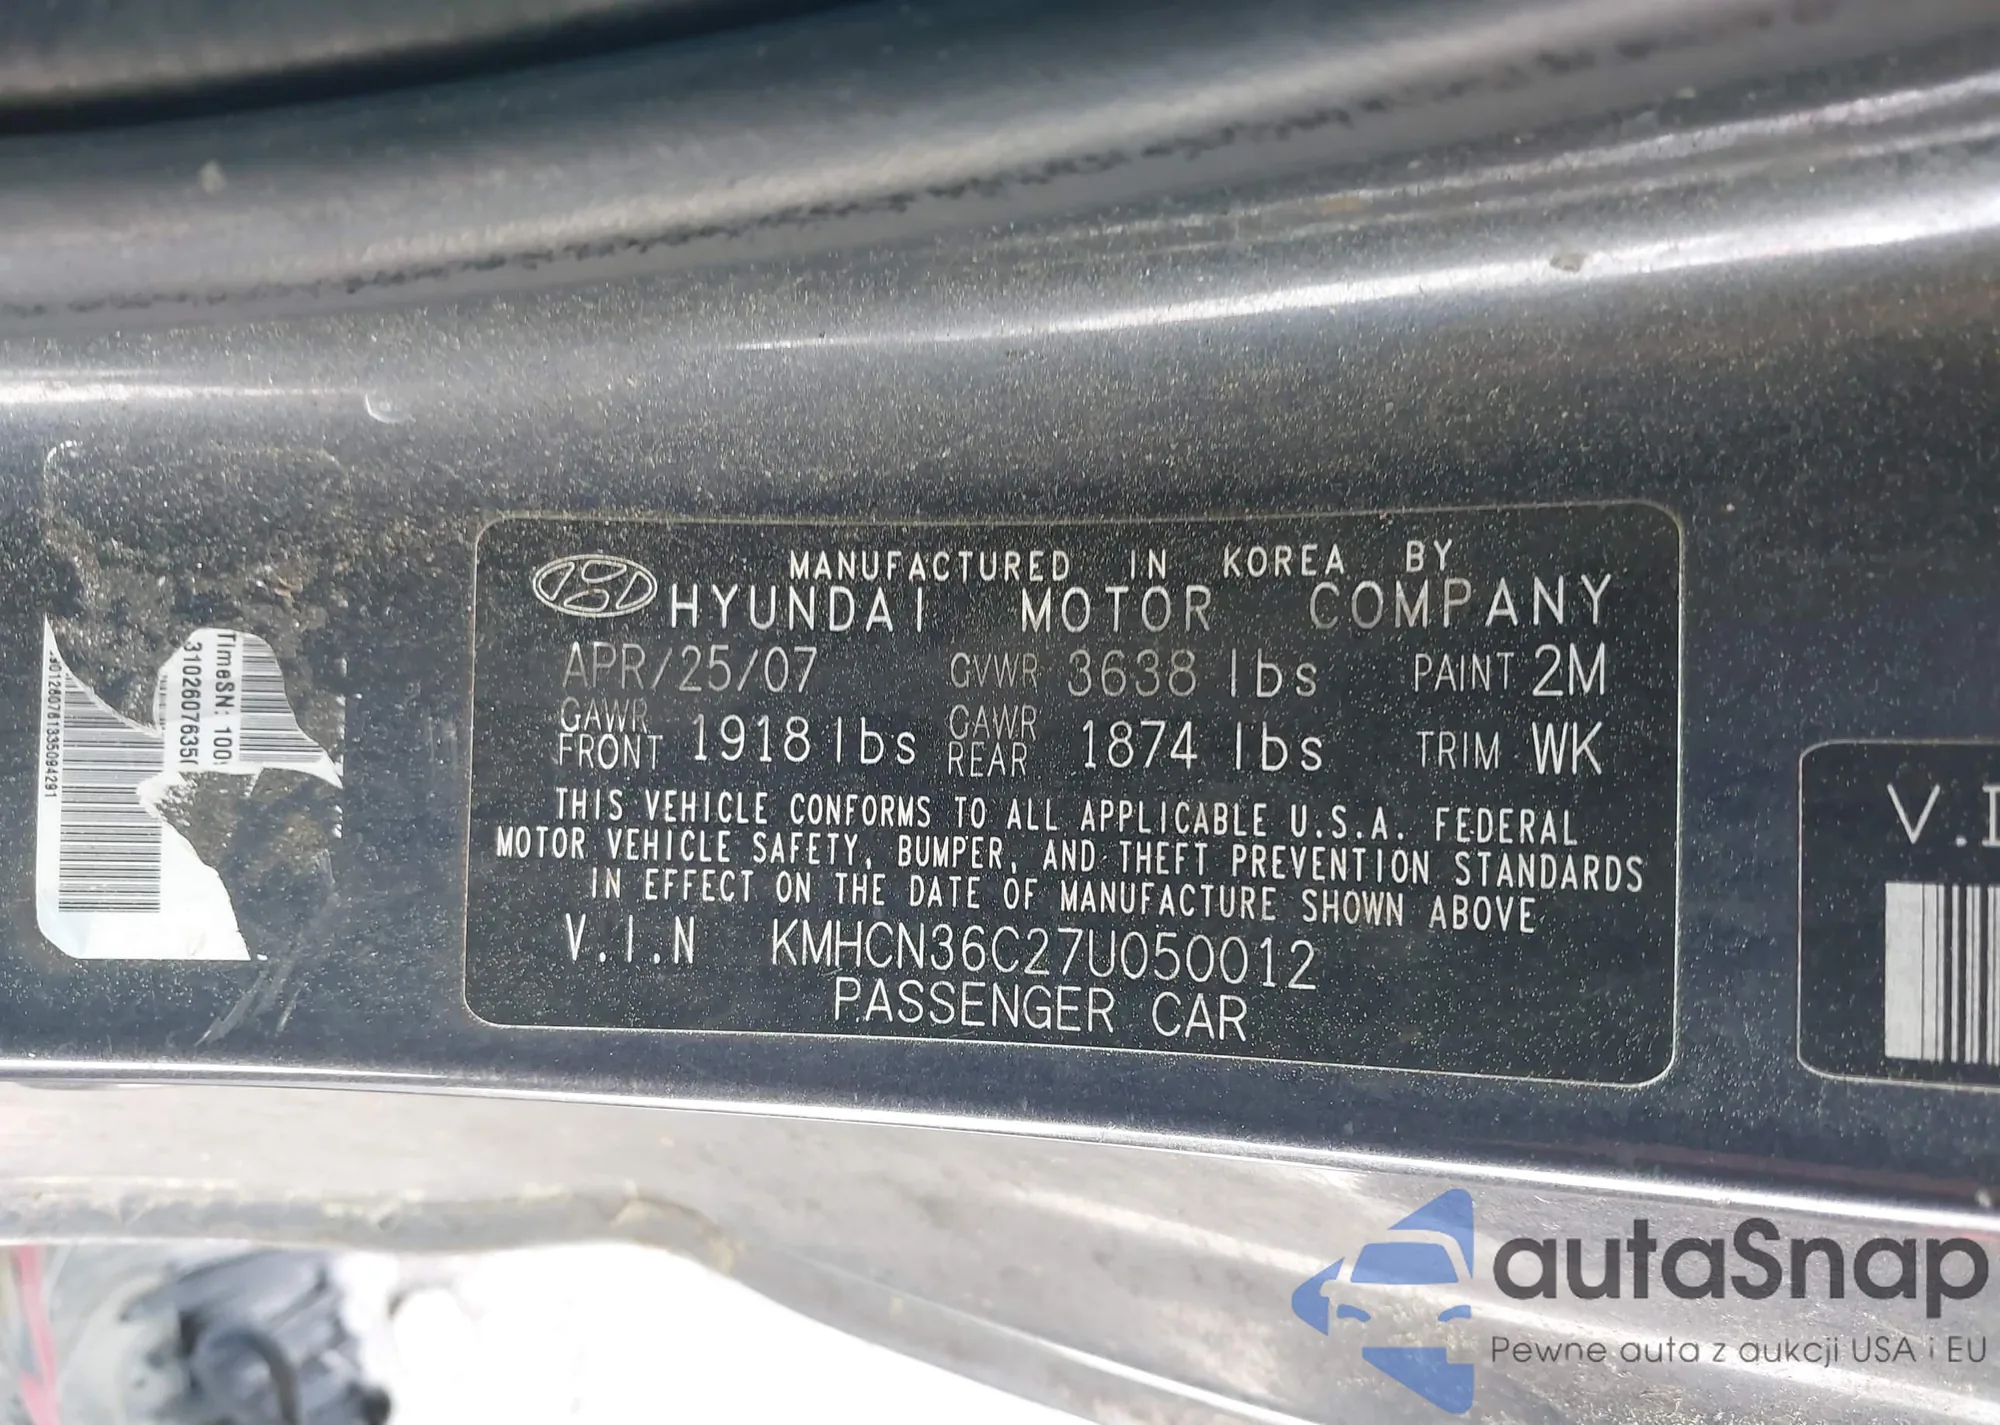 MANUFACTURED IN KOREA BY
HYUNDAI MOTOR COMPANY
APR/25/07 GVWR 3638 lbs PAINT 2M
GAWR FRONT 1918 lbs GAWR REAR 1874 lbs TRIM WK
THIS VEHICLE CONFORMS TO ALL APPLICABLE U.S.A. FEDERAL
MOTOR VEHICLE SAFETY, BUMPER, AND THEFT PREVENTION STANDARDS
IN EFFECT ON THE DATE OF MANUFACTURE SHOWN ABOVE
V.I.N KMHCN36C27U050012
PASSENGER CAR
TimeSN: 100
V.I
autaSnap
Pewne auta z aukcji USA i EU